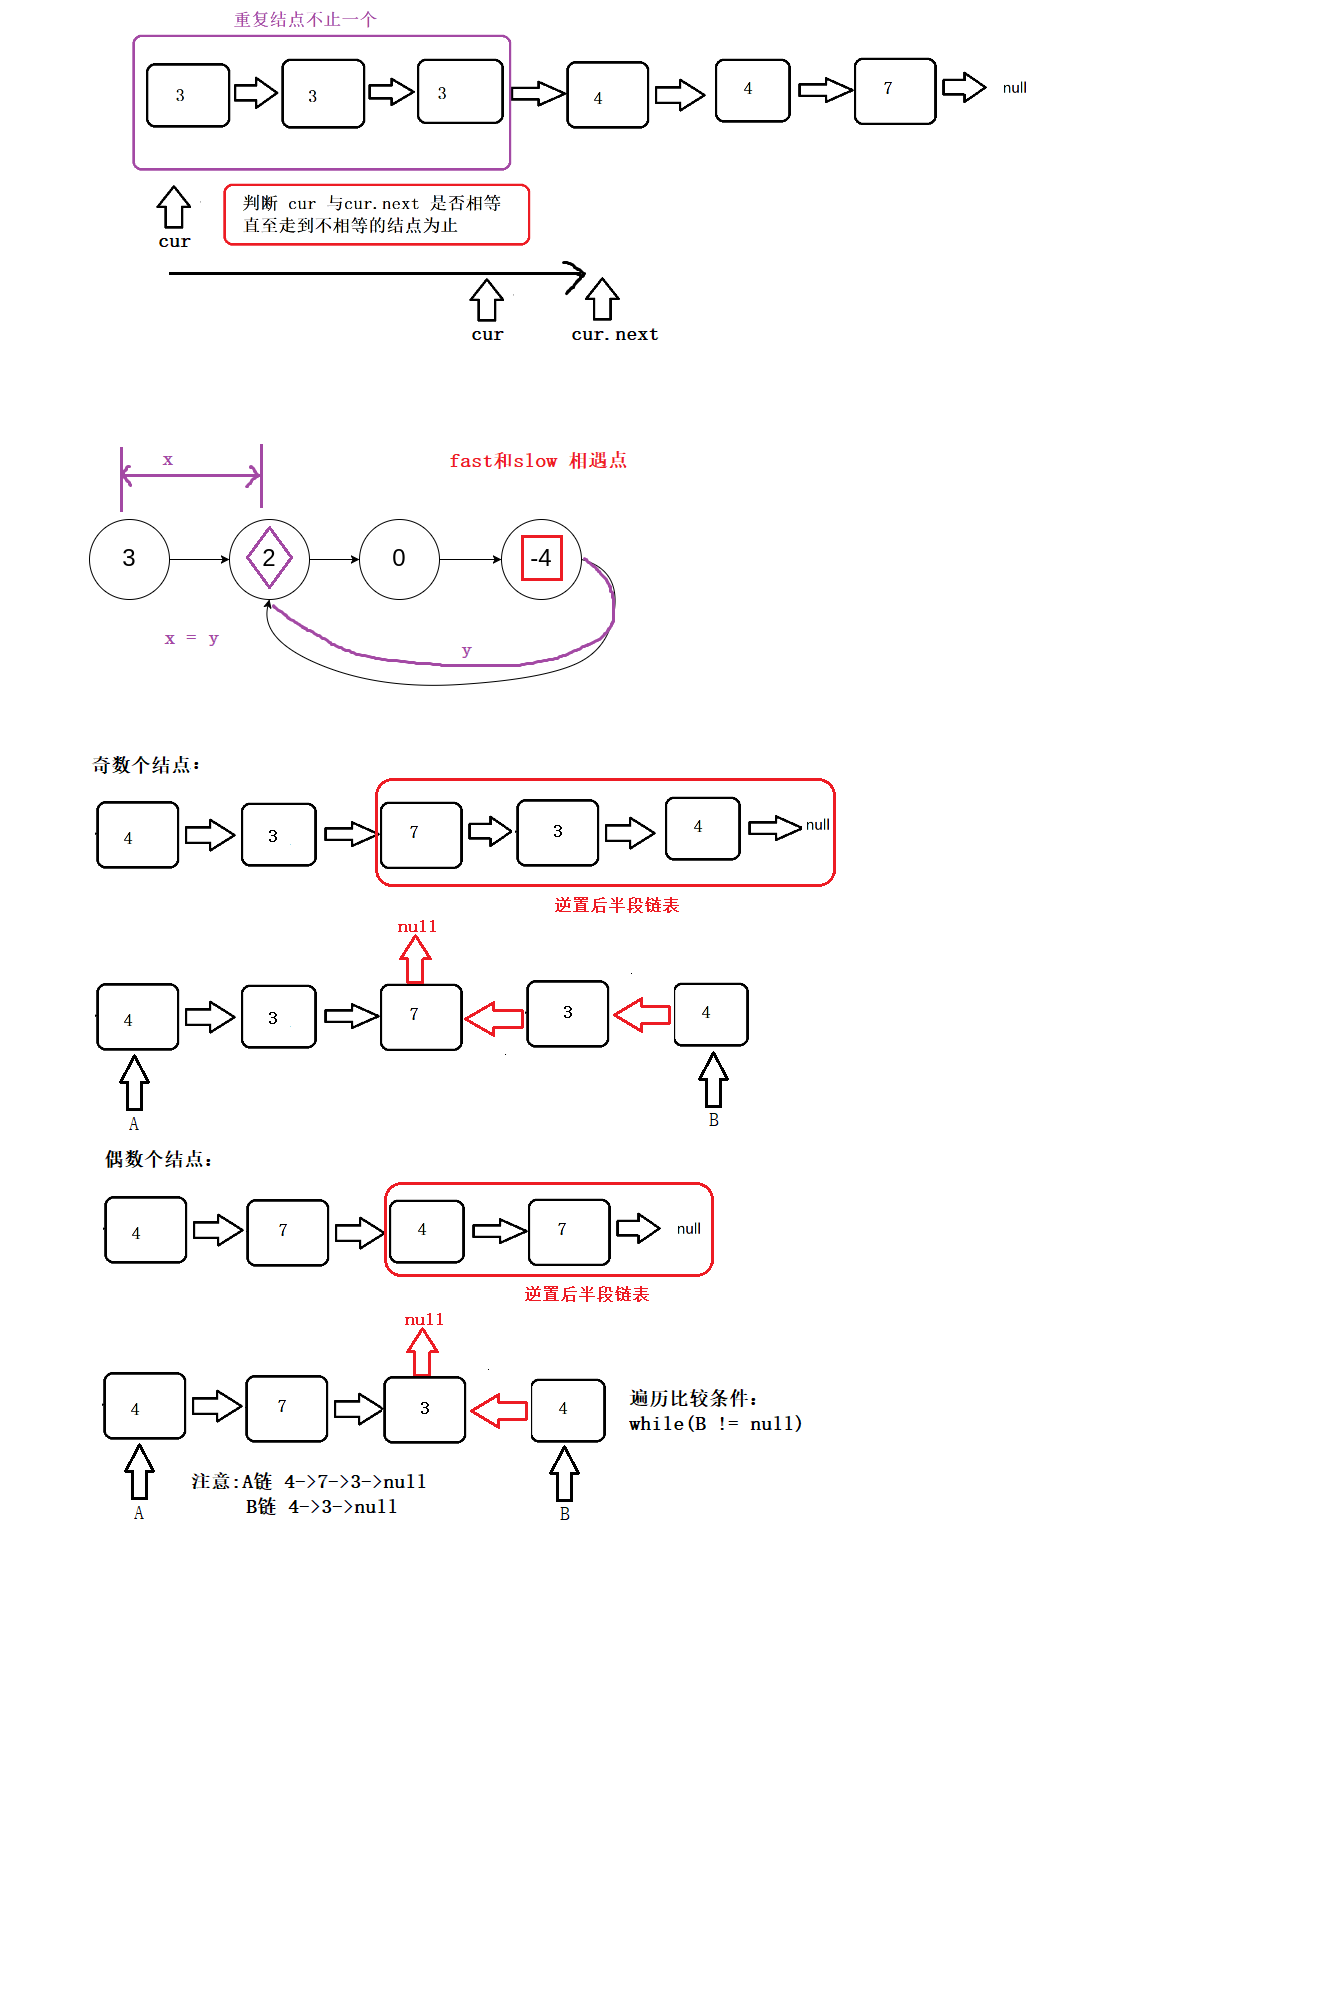 重复结点不止一个
3 3 3 4 4 7 null
判断 cur 与cur.next 是否相等
直至走到不相等的结点为止
cur
cur cur.next
x
fast和slow 相遇点
3 2 0 -4
x = y
y
奇数个结点：
4 3 7 3 4 null
逆置后半段链表
null
4 3 7 3 4
A B
偶数个结点：
4 7 4 7 null
逆置后半段链表
null
4 7 3 4
遍历比较条件：
while(B != null)
注意:A链 4->7->3->null
B链 4->3->null
A B